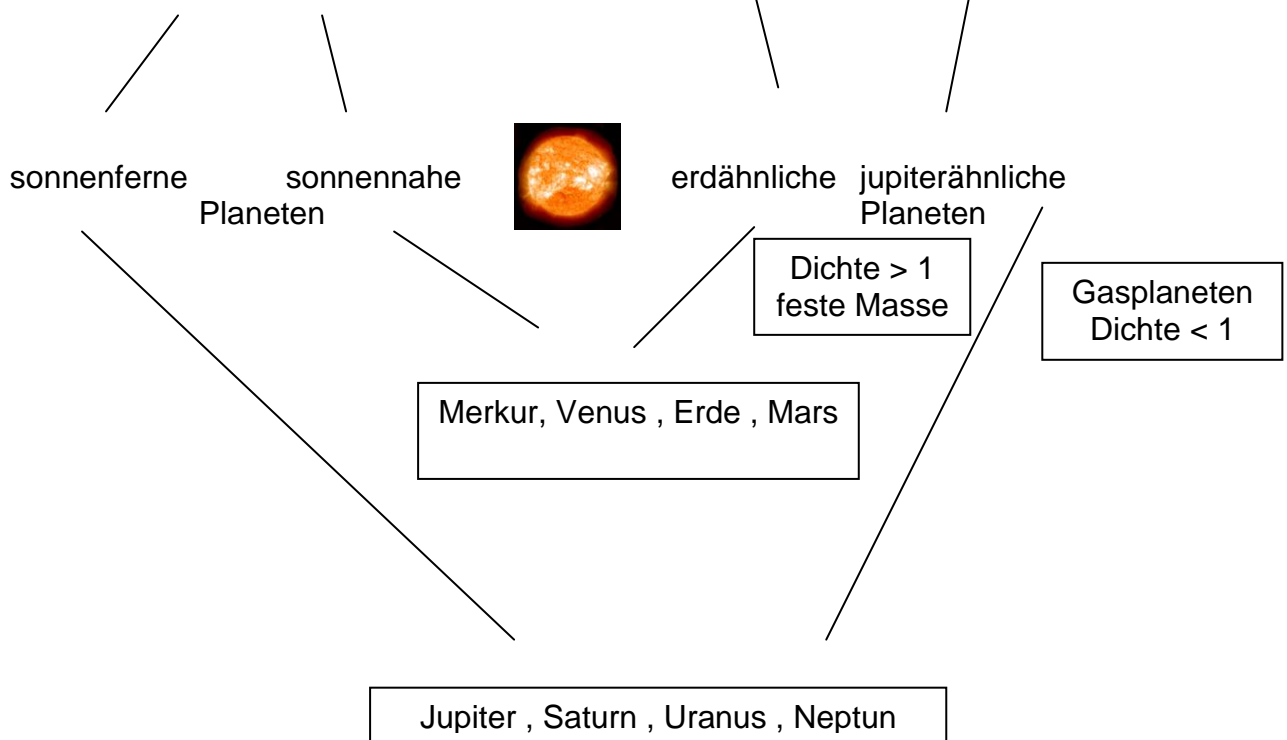 sonnenferne sonnennahe erdähnliche jupiterähnliche
Planeten Planeten
Dichte > 1
feste Masse
Gasplaneten
Dichte < 1
Merkur, Venus , Erde , Mars
Jupiter , Saturn , Uranus , Neptun